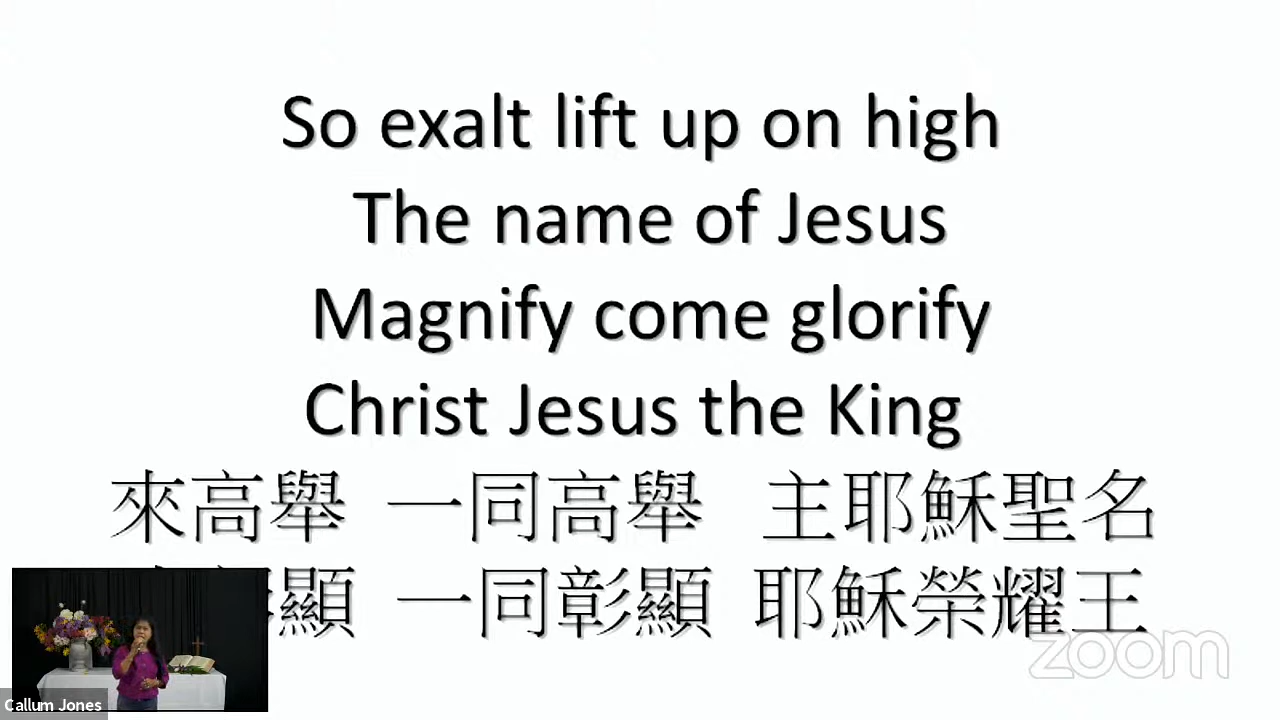 So exalt lift up on high
The name of Jesus
Magnify come glorify
Christ Jesus the King
來高舉 一同高舉 主耶穌聖名
顯 一同彰顯 耶穌榮耀王
zoom
Callum Jones